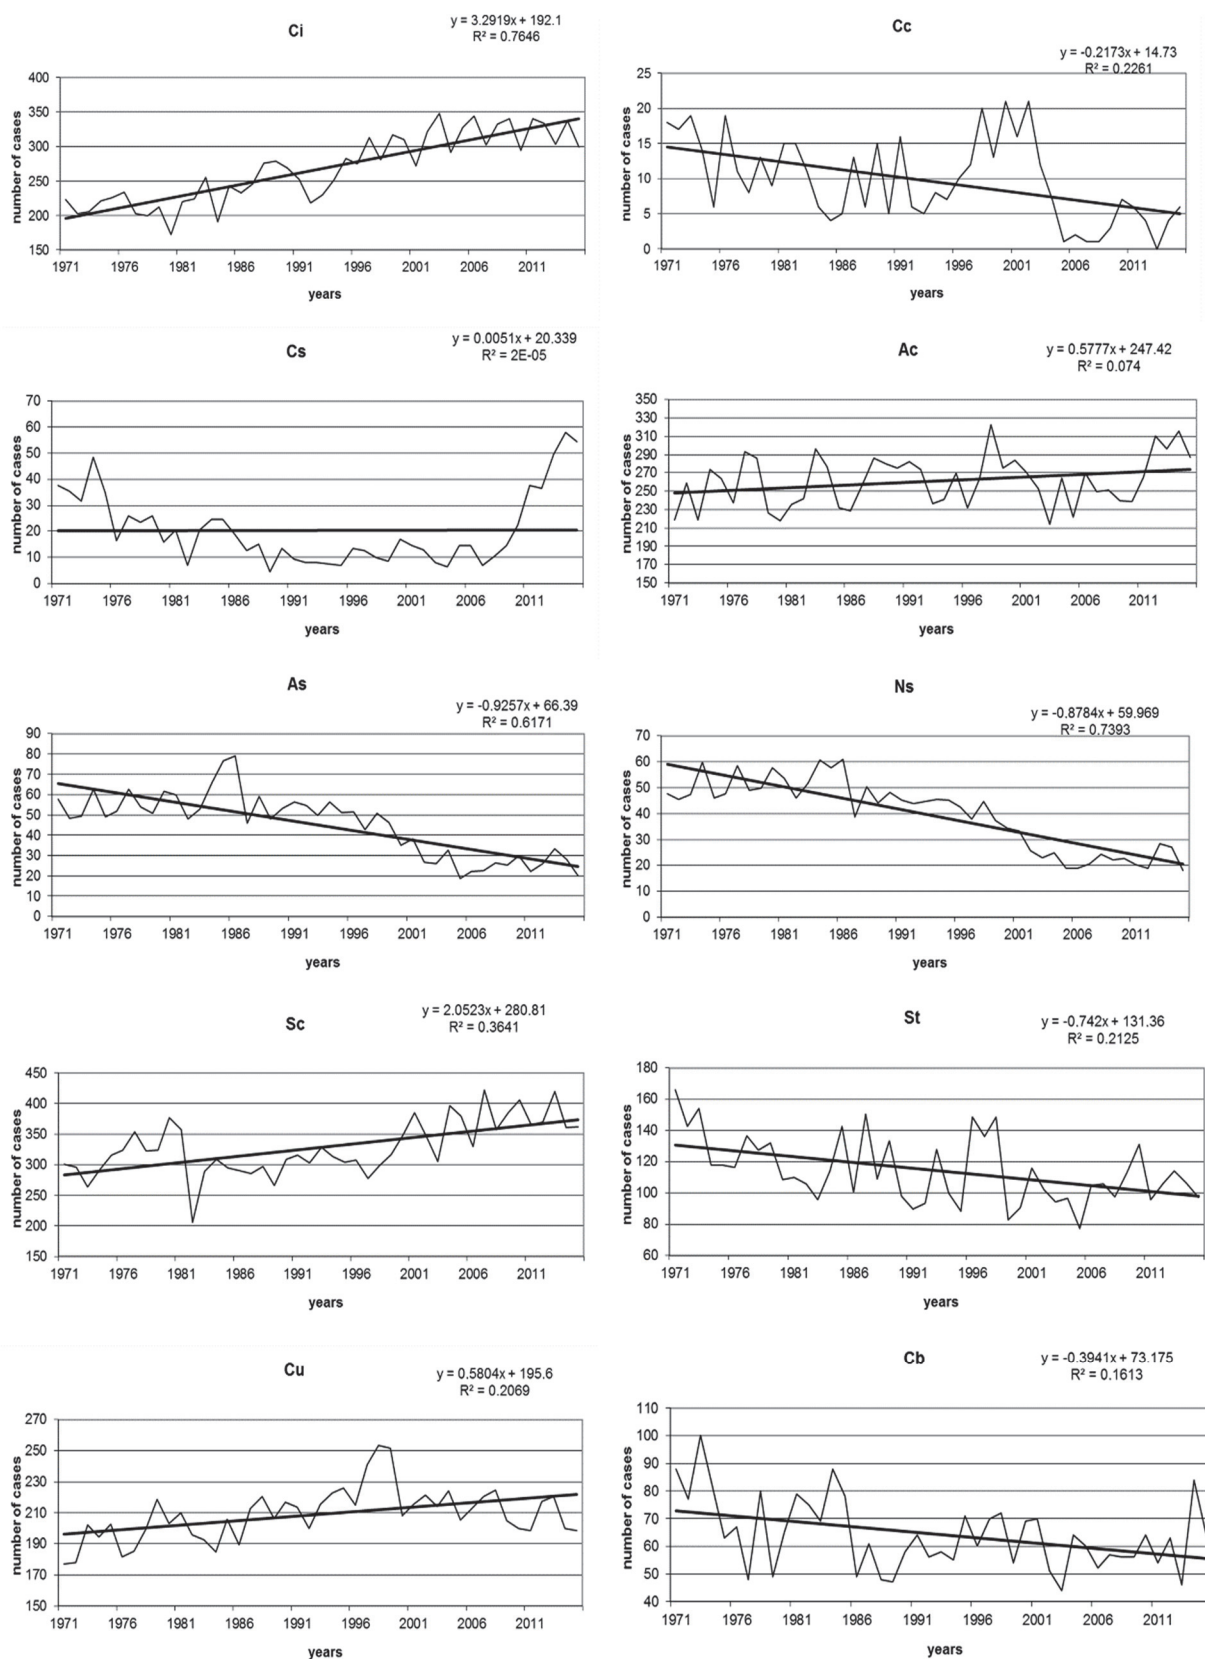 Ci
y = 3.2919x + 192.1
R² = 0.7646
number of cases
400
350
300
250
200
150
1971 1976 1981 1986 1991 1996 2001 2006 2011
years
Cc
y = -0.2173x + 14.73
R² = 0.2261
number of cases
25
20
15
10
5
0
1971 1976 1981 1986 1991 1996 2001 2006 2011
years
Cs
y = 0.0051x + 20.339
R² = 2E-05
number of cases
70
60
50
40
30
20
10
0
1971 1976 1981 1986 1991 1996 2001 2006 2011
years
Ac
y = 0.5777x + 247.42
R² = 0.074
number of cases
350
330
310
290
270
250
230
210
190
170
150
1971 1976 1981 1986 1991 1996 2001 2006 2011
years
As
y = -0.9257x + 66.39
R² = 0.6171
number of cases
90
80
70
60
50
40
30
20
10
0
1971 1976 1981 1986 1991 1996 2001 2006 2011
years
Ns
y = -0.8784x + 59.969
R² = 0.7393
number of cases
70
60
50
40
30
20
10
0
1971 1976 1981 1986 1991 1996 2001 2006 2011
years
Sc
y = 2.0523x + 280.81
R² = 0.3641
number of cases
450
400
350
300
250
200
150
1971 1976 1981 1986 1991 1996 2001 2006 2011
years
St
y = -0.742x + 131.36
R² = 0.2125
number of cases
180
160
140
120
100
80
60
1971 1976 1981 1986 1991 1996 2001 2006 2011
years
Cu
y = 0.5804x + 195.6
R² = 0.2069
number of cases
270
250
230
210
190
170
150
1971 1976 1981 1986 1991 1996 2001 2006 2011
years
Cb
y = -0.3941x + 73.175
R² = 0.1613
number of cases
110
100
90
80
70
60
50
40
1971 1976 1981 1986 1991 1996 2001 2006 2011
years